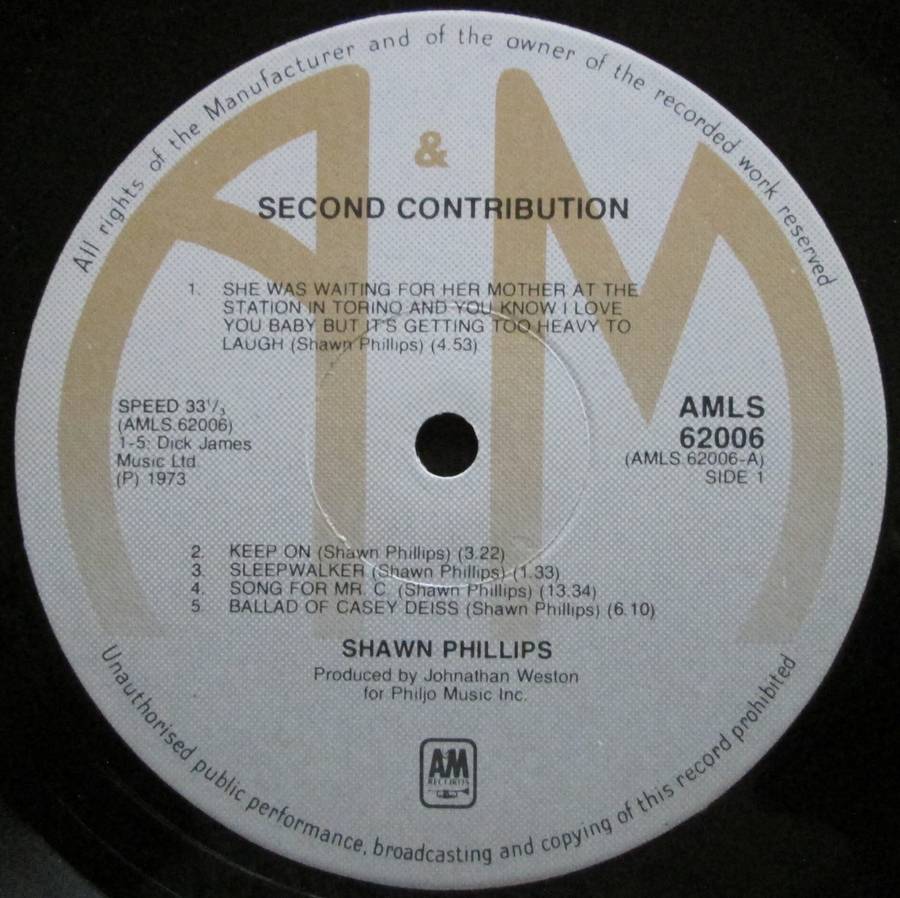 All rights of the Manufacturer and of the owner of the recorded work reserved
A & M
SECOND CONTRIBUTION
1. SHE WAS WAITING FOR HER MOTHER AT THE
STATION IN TORINO AND YOU KNOW I LOVE
YOU BABY BUT IT'S GETTING TOO HEAVY TO
LAUGH (Shawn Phillips) (4.53)
SPEED 33 1/3
(AMLS.62006)
1-5: Dick James
Music Ltd.
(P) 1973
AMLS
62006
(AMLS.62006-A)
SIDE 1
2. KEEP ON (Shawn Phillips) (3.22)
3. SLEEPWALKER (Shawn Phillips) (1.33)
4. SONG FOR MR. C. (Shawn Phillips) (13.34)
5 BALLAD OF CASEY DEISS (Shawn Phillips) (6.10)
SHAWN PHILLIPS
Produced by Johnathan Weston
for Philjo Music Inc.
A&M
RECORDS
Unauthorised public performance, broadcasting and copying of this record prohibited